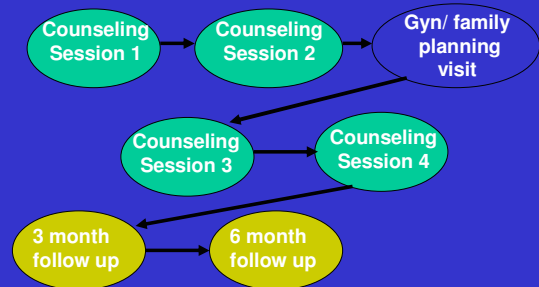 Counseling
Session 1
Counseling
Session 2
Gyn/ family
planning
visit
Counseling
Session 3
Counseling
Session 4
3 month
follow up
6 month
follow up